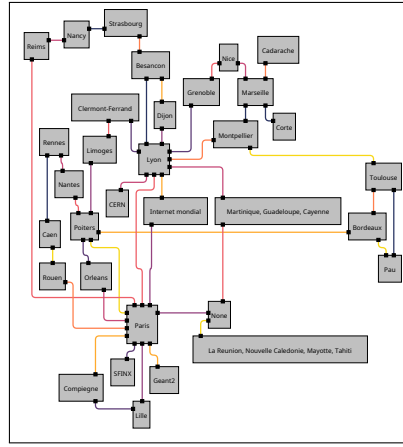 Strasbourg
Nancy
Reims
Cadarache
Nice
Besancon
Grenoble
Marseille
Clermont-Ferrand
Dijon
Corte
Montpellier
Rennes
Limoges
Lyon
Toulouse
Nantes
CERN
Internet mondial
Martinique, Guadeloupe, Cayenne
Poitiers
Bordeaux
Caen
Rouen
Orleans
Pau
Paris
None
La Reunion, Nouvelle Caledonie, Mayotte, Tahiti
SFINX
Geant2
Compiegne
Lille